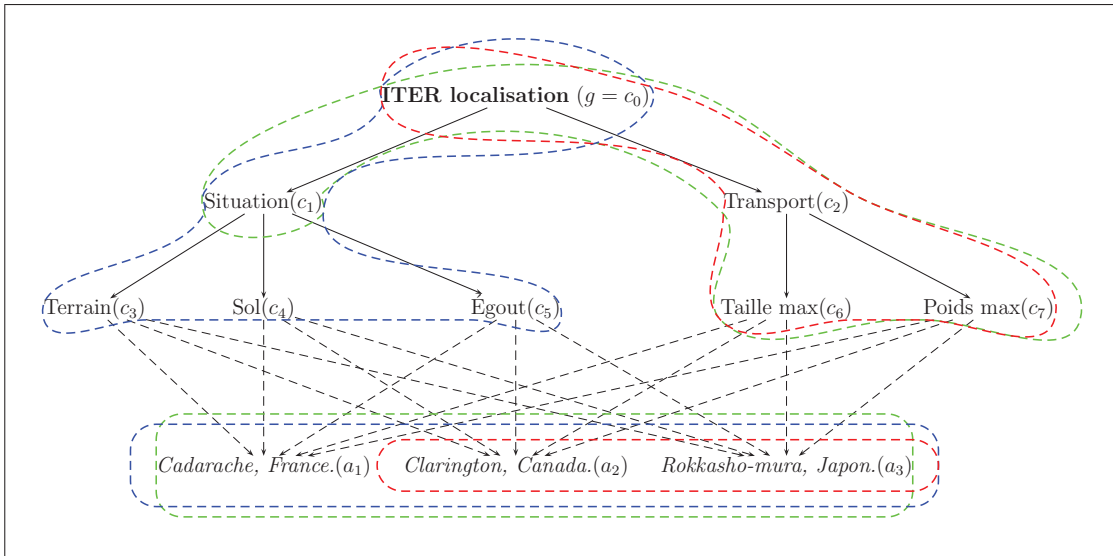 ITER localisation (g = c₀)
Situation(c₁) Transport(c₂)
Terrain(c₃) Sol(c₄) Égout(c₅) Taille max(c₆) Poids max(c₇)
Cadarache, France.(a₁) Clarington, Canada.(a₂) Rokkasho-mura, Japon.(a₃)